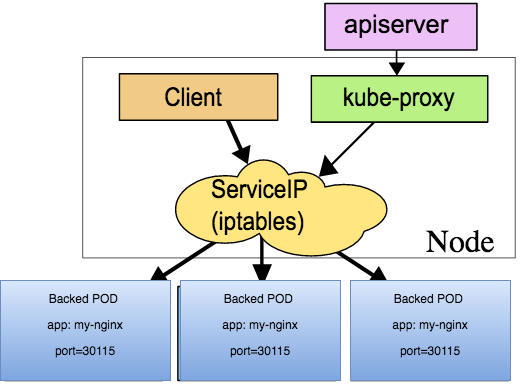 apiserver
Client
kube-proxy
ServiceIP
(iptables)
Node
Backed POD
app: my-nginx
port=30115
Backed POD
app: my-nginx
port=30115
Backed POD
app: my-nginx
port=30115